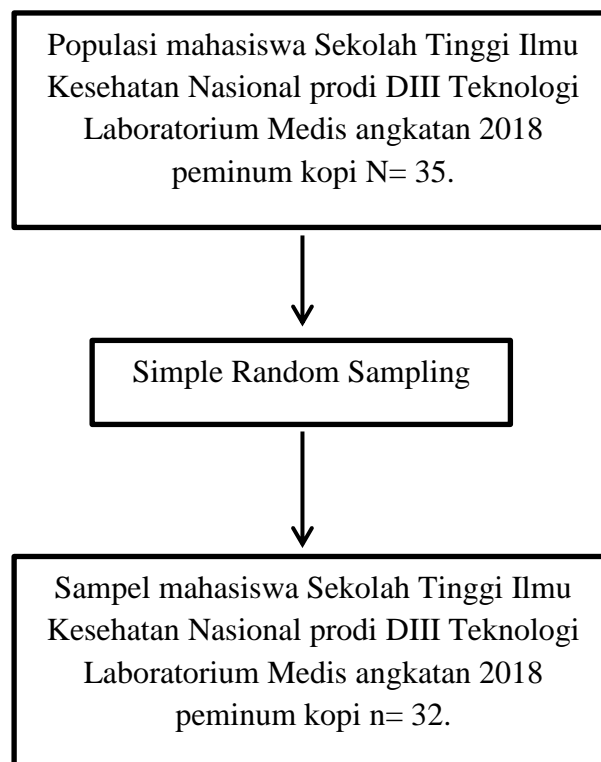 Populasi mahasiswa Sekolah Tinggi Ilmu
Kesehatan Nasional prodi DIII Teknologi
Laboratorium Medis angkatan 2018
peminum kopi N= 35.
Simple Random Sampling
Sampel mahasiswa Sekolah Tinggi Ilmu
Kesehatan Nasional prodi DIII Teknologi
Laboratorium Medis angkatan 2018
peminum kopi n= 32.